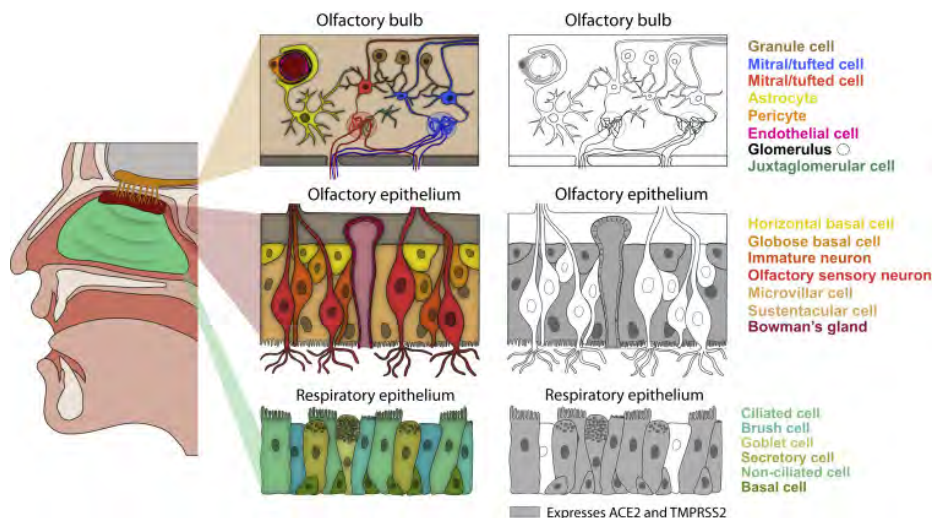 Olfactory bulb
Olfactory bulb
Granule cell
Mitral/tufted cell
Mitral/tufted cell
Astrocyte
Pericyte
Endothelial cell
Glomerulus
Juxtaglomerular cell
Olfactory epithelium
Olfactory epithelium
Horizontal basal cell
Globose basal cell
Immature neuron
Olfactory sensory neuron
Microvillar cell
Sustentacular cell
Bowman's gland
Respiratory epithelium
Respiratory epithelium
Ciliated cell
Brush cell
Goblet cell
Secretory cell
Non-ciliated cell
Basal cell
Expresses ACE2 and TMPRSS2